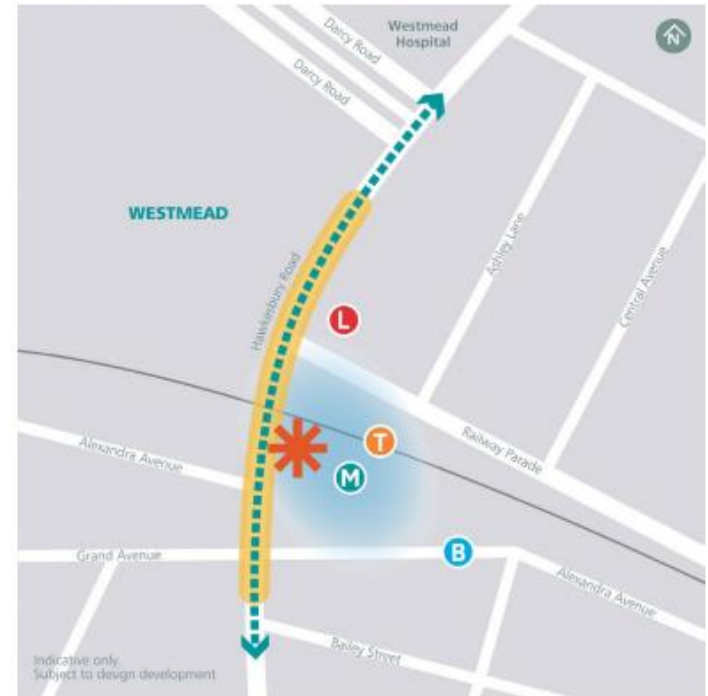 Darcy Road
Westmead
Hospital
N
Darcy Road
WESTMEAD
Ashley Lane
Central Avenue
Hawkesbury Road
L
T
Railway Parade
Alexandra Avenue
M
Grand Avenue
B
Alexandra Avenue
Bailey Street
Indicative only.
Subject to design development